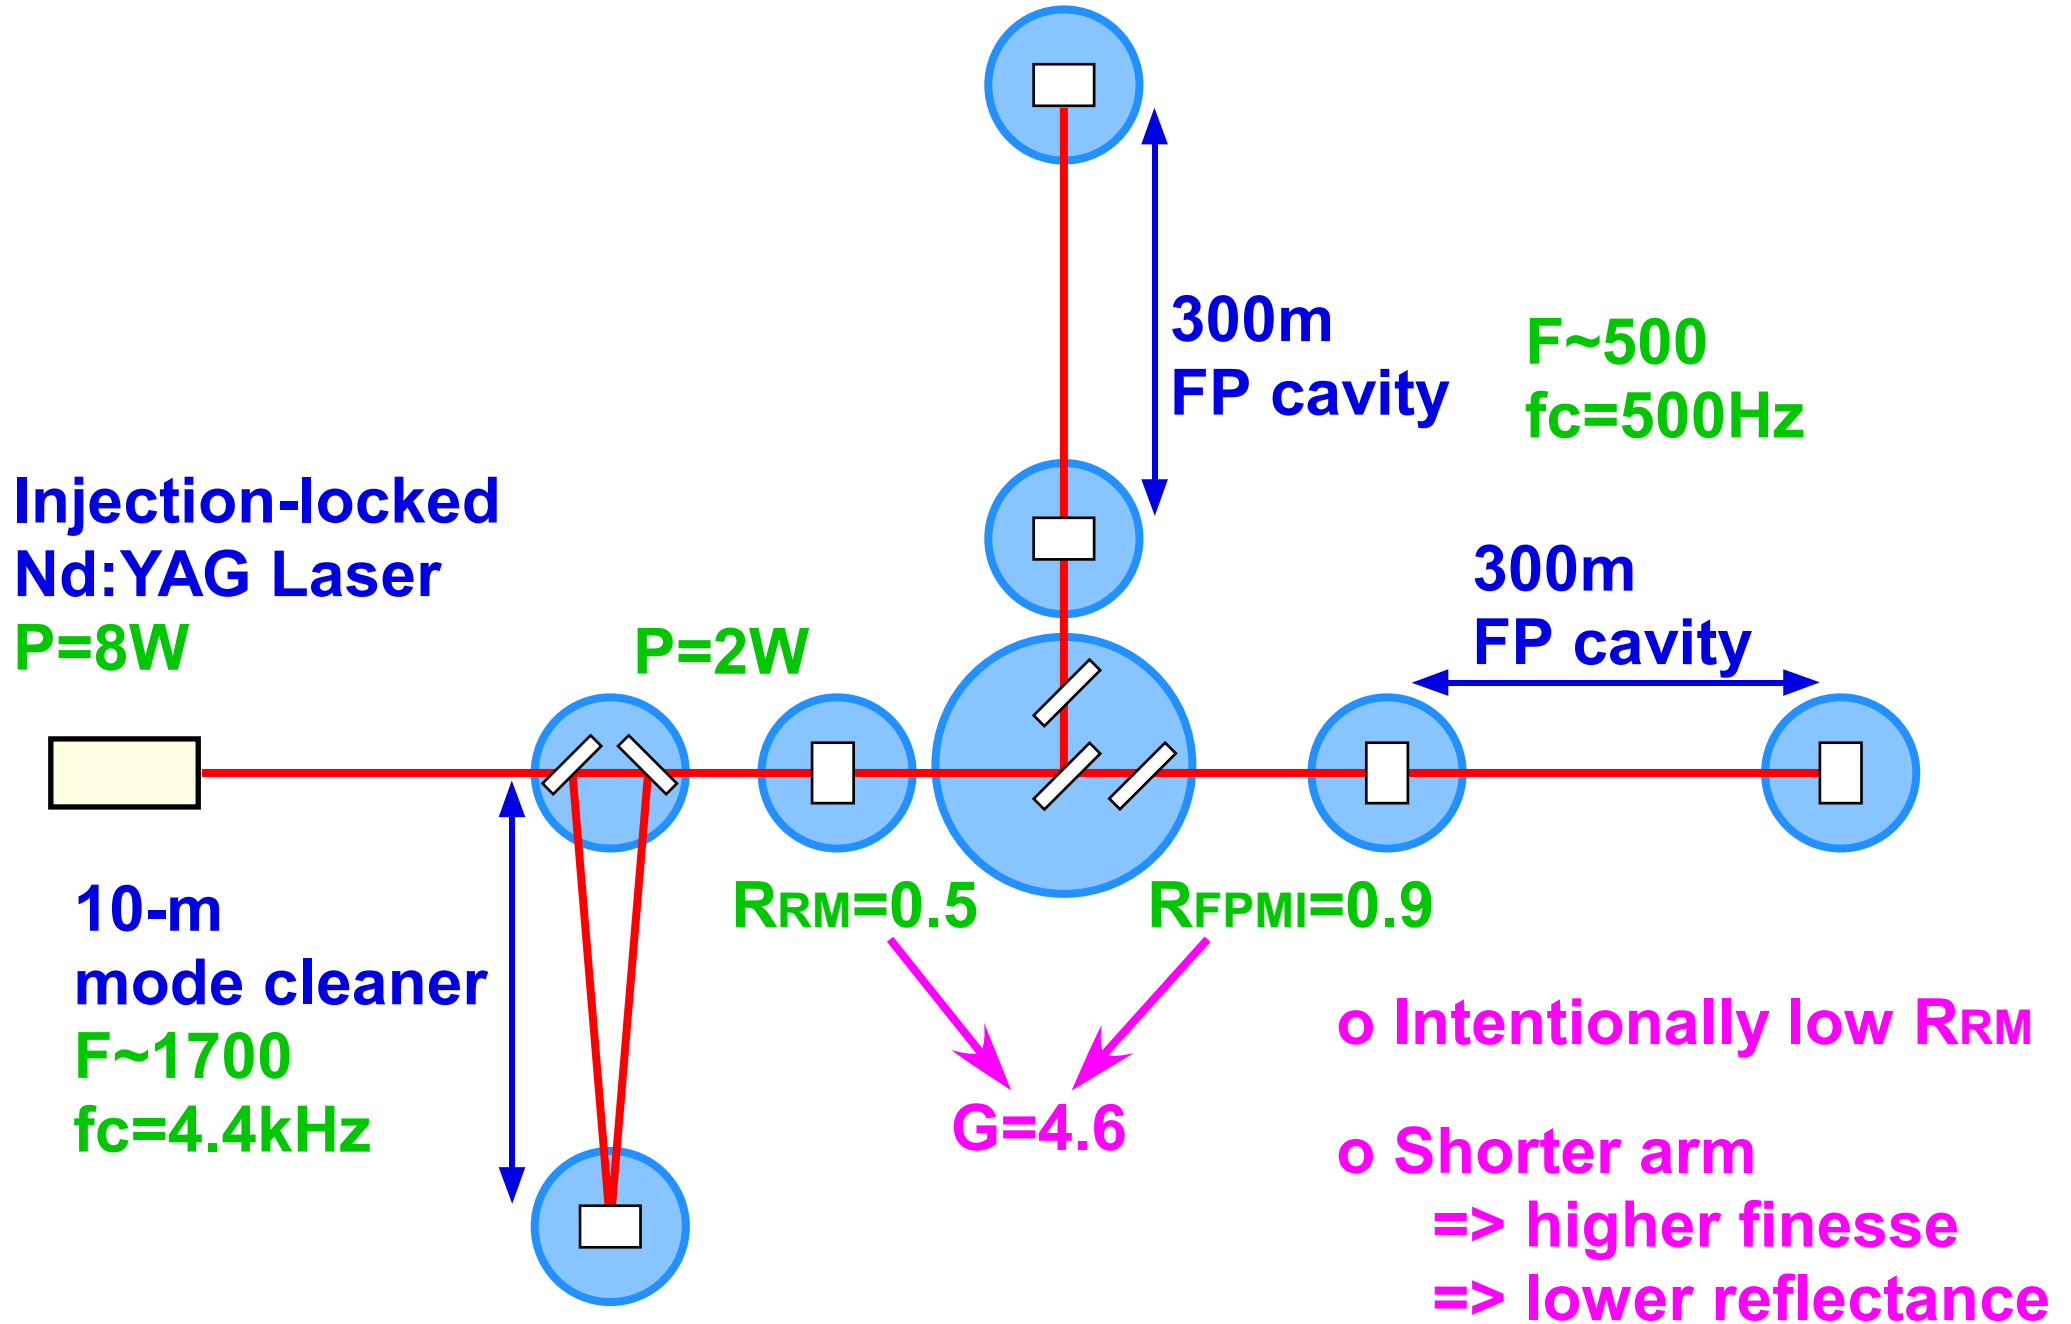 300m
FP cavity
F~500
fc=500Hz
Injection-locked
Nd:YAG Laser
P=8W
P=2W
300m
FP cavity
10-m
mode cleaner
F~1700
fc=4.4kHz
RRM=0.5
RFPMI=0.9
G=4.6
o Intentionally low RRM
o Shorter arm
=> higher finesse
=> lower reflectance